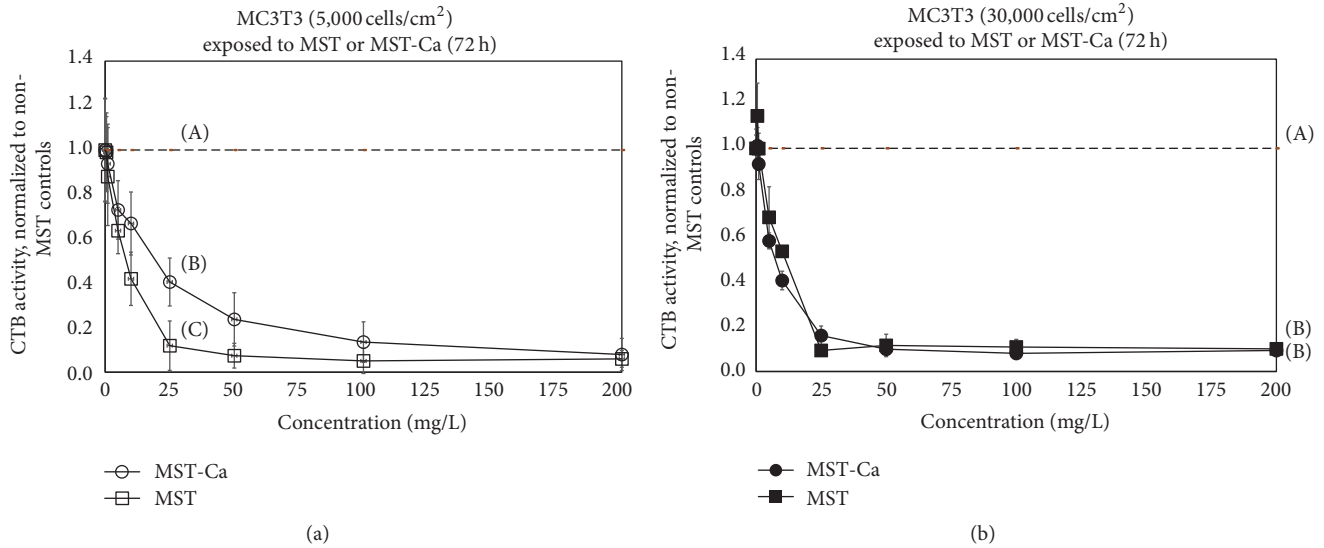 MC3T3 (5,000 cells/cm²)
exposed to MST or MST-Ca (72 h)
CTB activity, normalized to non-
MST controls
1.4
1.2
1.0
0.8
0.6
0.4
0.2
0.0
(A)
(B)
(C)
0 25 50 75 100 125 150 175 200
Concentration (mg/L)
MST-Ca
MST
(a)
MC3T3 (30,000 cells/cm²)
exposed to MST or MST-Ca (72 h)
CTB activity, normalized to non-
MST controls
1.4
1.2
1.0
0.8
0.6
0.4
0.2
0.0
(A)
(B)
(B)
0 25 50 75 100 125 150 175 200
Concentration (mg/L)
MST-Ca
MST
(b)